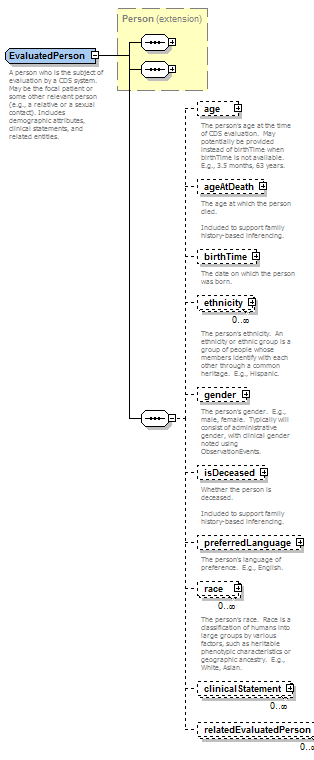 Person (extension)
EvaluatedPerson
A person who is the subject of
evaluation by a CDS system.
May be the focal patient or
some other relevant person
(e.g., a relative or a sexual
contact). Includes
demographic attributes,
clinical statements, and
related entities.
age
The person's age at the time
of CDS evaluation. May
potentially be provided
instead of birthTime when
birthTime is not available.
E.g., 3.5 months, 63 years.
ageAtDeath
The age at which the person
died.
Included to support family
history-based inferencing.
birthTime
The date on which the person
was born.
ethnicity
0..∞
The person's ethnicity. An
ethnicity or ethnic group is a
group of people whose
members identify with each
other through a common
heritage. E.g., Hispanic.
gender
The person's gender. E.g.,
male, female. Typically will
consist of administrative
gender, with clinical gender
noted using
ObservationEvents.
isDeceased
Whether the person is
deceased.
Included to support family
history-based inferencing.
preferredLanguage
The person's language of
preference. E.g., English.
race
0..∞
The person's race. Race is a
classification of humans into
large groups by various
factors, such as heritable
phenotypic characteristics or
geographic ancestry. E.g.,
White, Asian.
clinicalStatement
0..∞
relatedEvaluatedPerson
0..∞